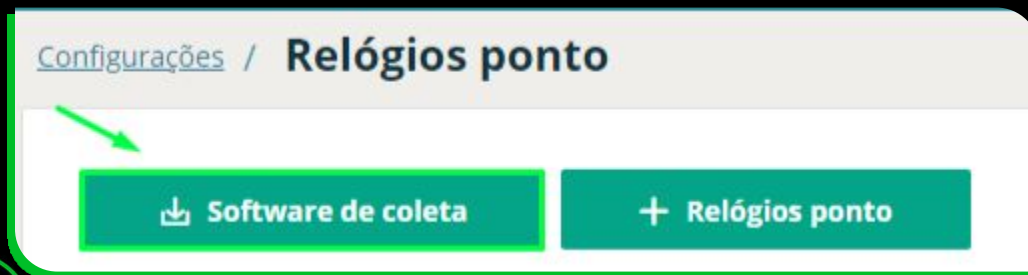 Configurações / Relógios ponto
Software de coleta
+ Relógios ponto